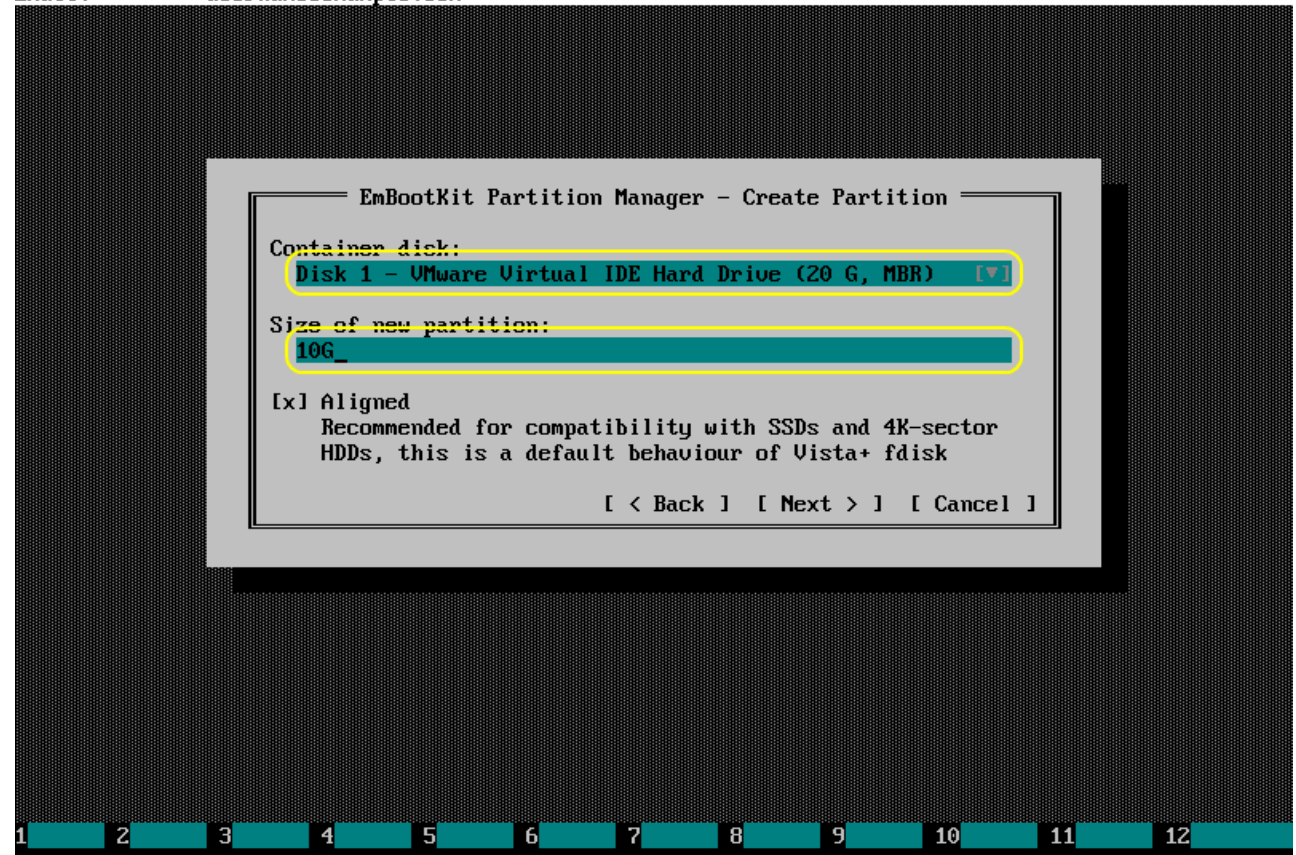 EmBootKit Partition Manager - Create Partition
Container disk:
Disk 1 - VMware Virtual IDE Hard Drive (20 G, MBR) [▼]
Size of new partition:
10G_
[x] Aligned
Recommended for compatibility with SSDs and 4K-sector
HDDs, this is a default behaviour of Vista+ fdisk
[ < Back ] [ Next > ] [ Cancel ]
1 2 3 4 5 6 7 8 9 10 11 12